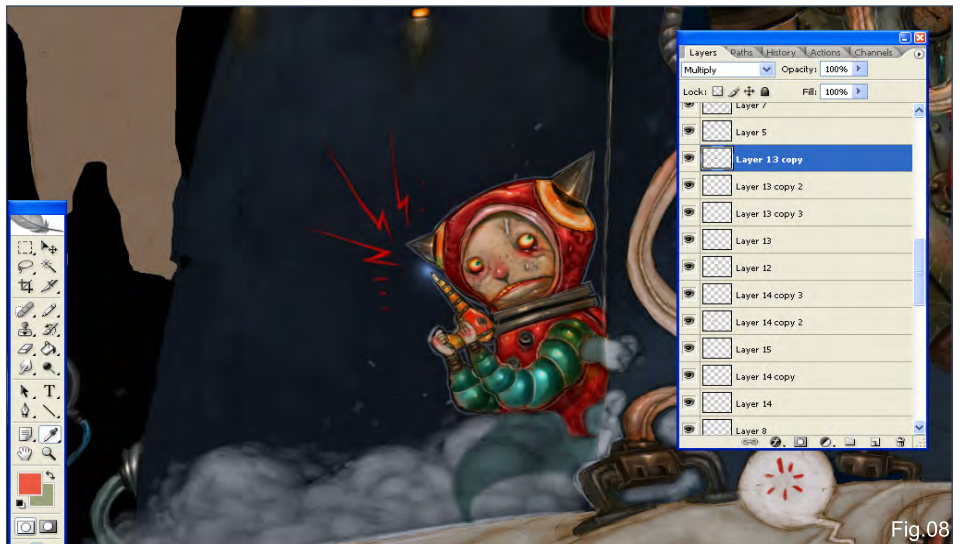 Layers Paths History Actions Channels
Multiply Opacity: 100%
Lock: Fill: 100%
Layer 7
Layer 5
Layer 13 copy
Layer 13 copy 2
Layer 13 copy 3
Layer 13
Layer 12
Layer 14 copy 3
Layer 14 copy 2
Layer 15
Layer 14 copy
Layer 14
Layer 8
T
Fig.08